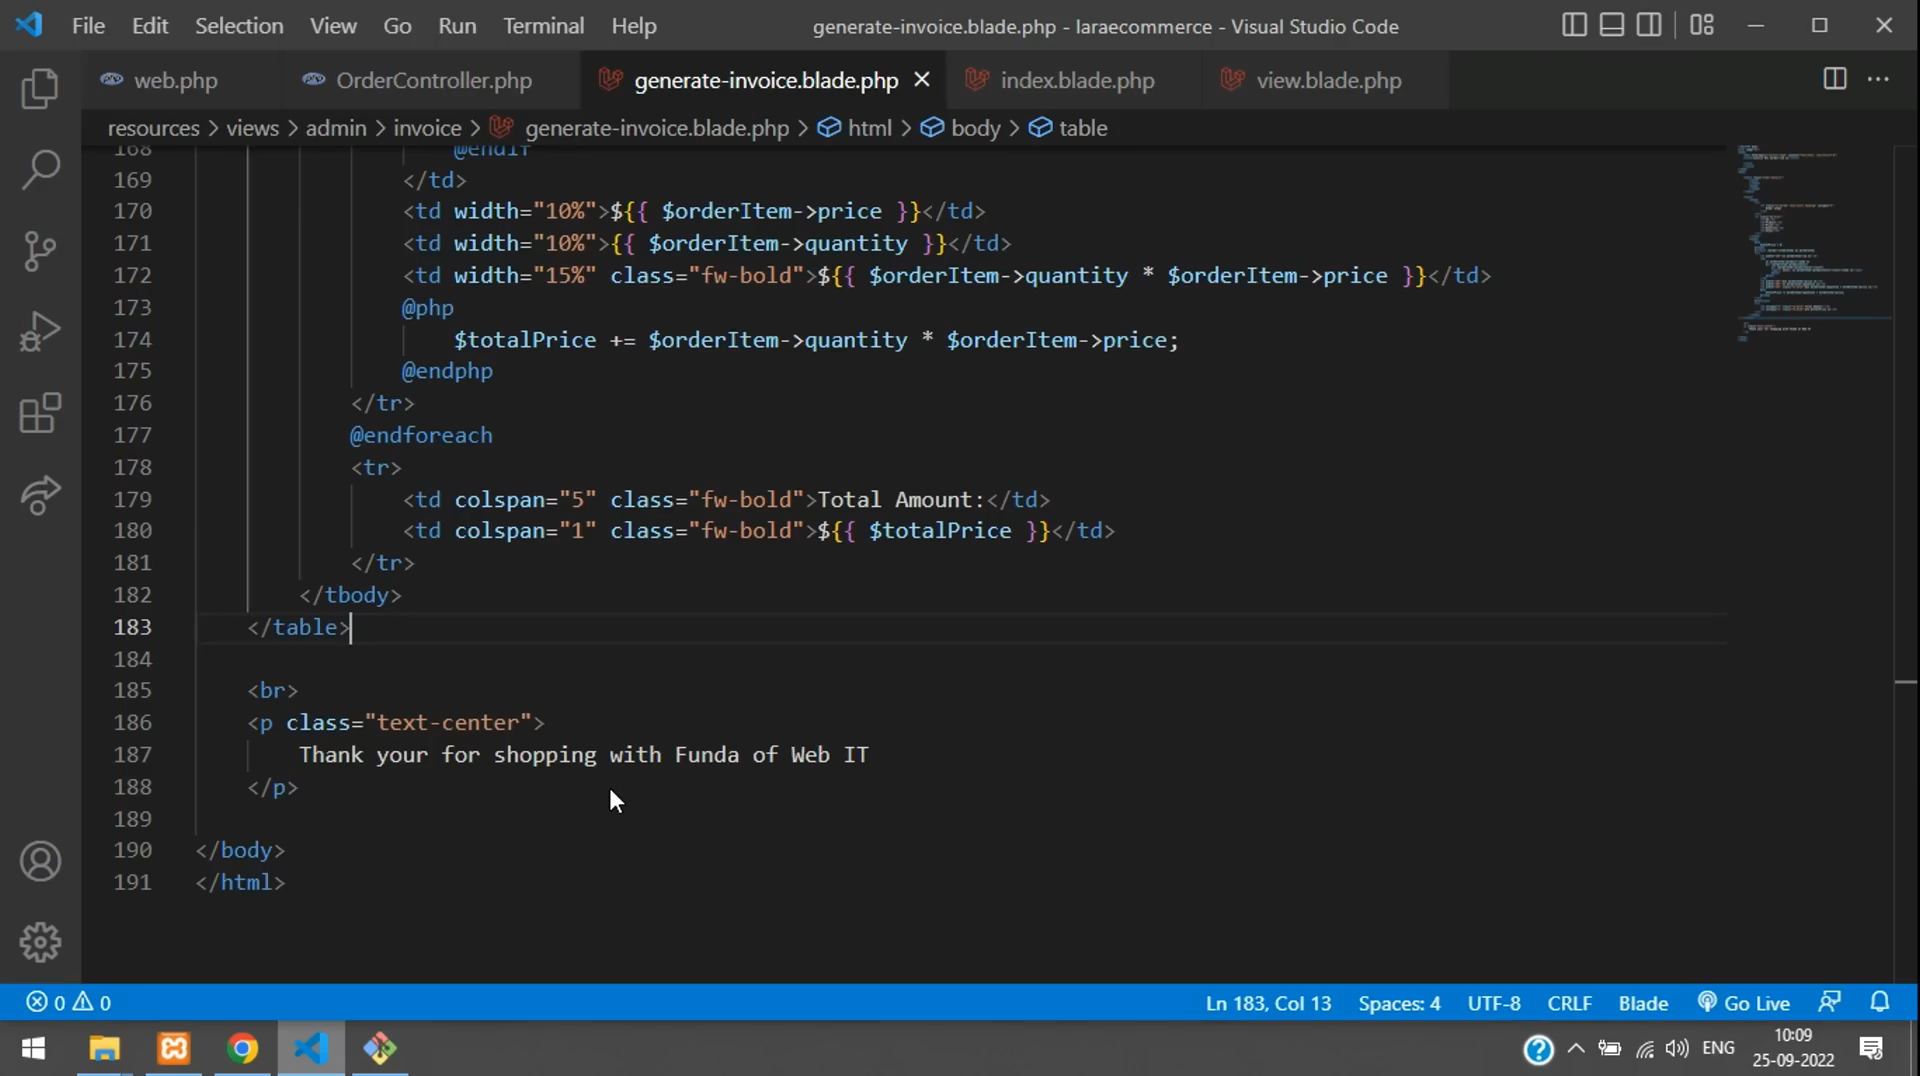 File Edit Selection View Go Run Terminal Help generate-invoice.blade.php - laraecommerce - Visual Studio Code
web.php OrderController.php generate-invoice.blade.php index.blade.php view.blade.php
resources > views > admin > invoice > generate-invoice.blade.php > html > body > table
168 @endif
169 </td>
170 <td width="10%">${{ $orderItem->price }}</td>
171 <td width="10%">{{ $orderItem->quantity }}</td>
172 <td width="15%" class="fw-bold">${{ $orderItem->quantity * $orderItem->price }}</td>
173 @php
174 $totalPrice += $orderItem->quantity * $orderItem->price;
175 @endphp
176 </tr>
177 @endforeach
178 <tr>
179 <td colspan="5" class="fw-bold">Total Amount:</td>
180 <td colspan="1" class="fw-bold">${{ $totalPrice }}</td>
181 </tr>
182 </tbody>
183 </table>
184
185 <br>
186 <p class="text-center">
187 Thank your for shopping with Funda of Web IT
188 </p>
189
190 </body>
191 </html>
0 0 Ln 183, Col 13 Spaces: 4 UTF-8 CRLF Blade Go Live
ENG 10:09
25-09-2022